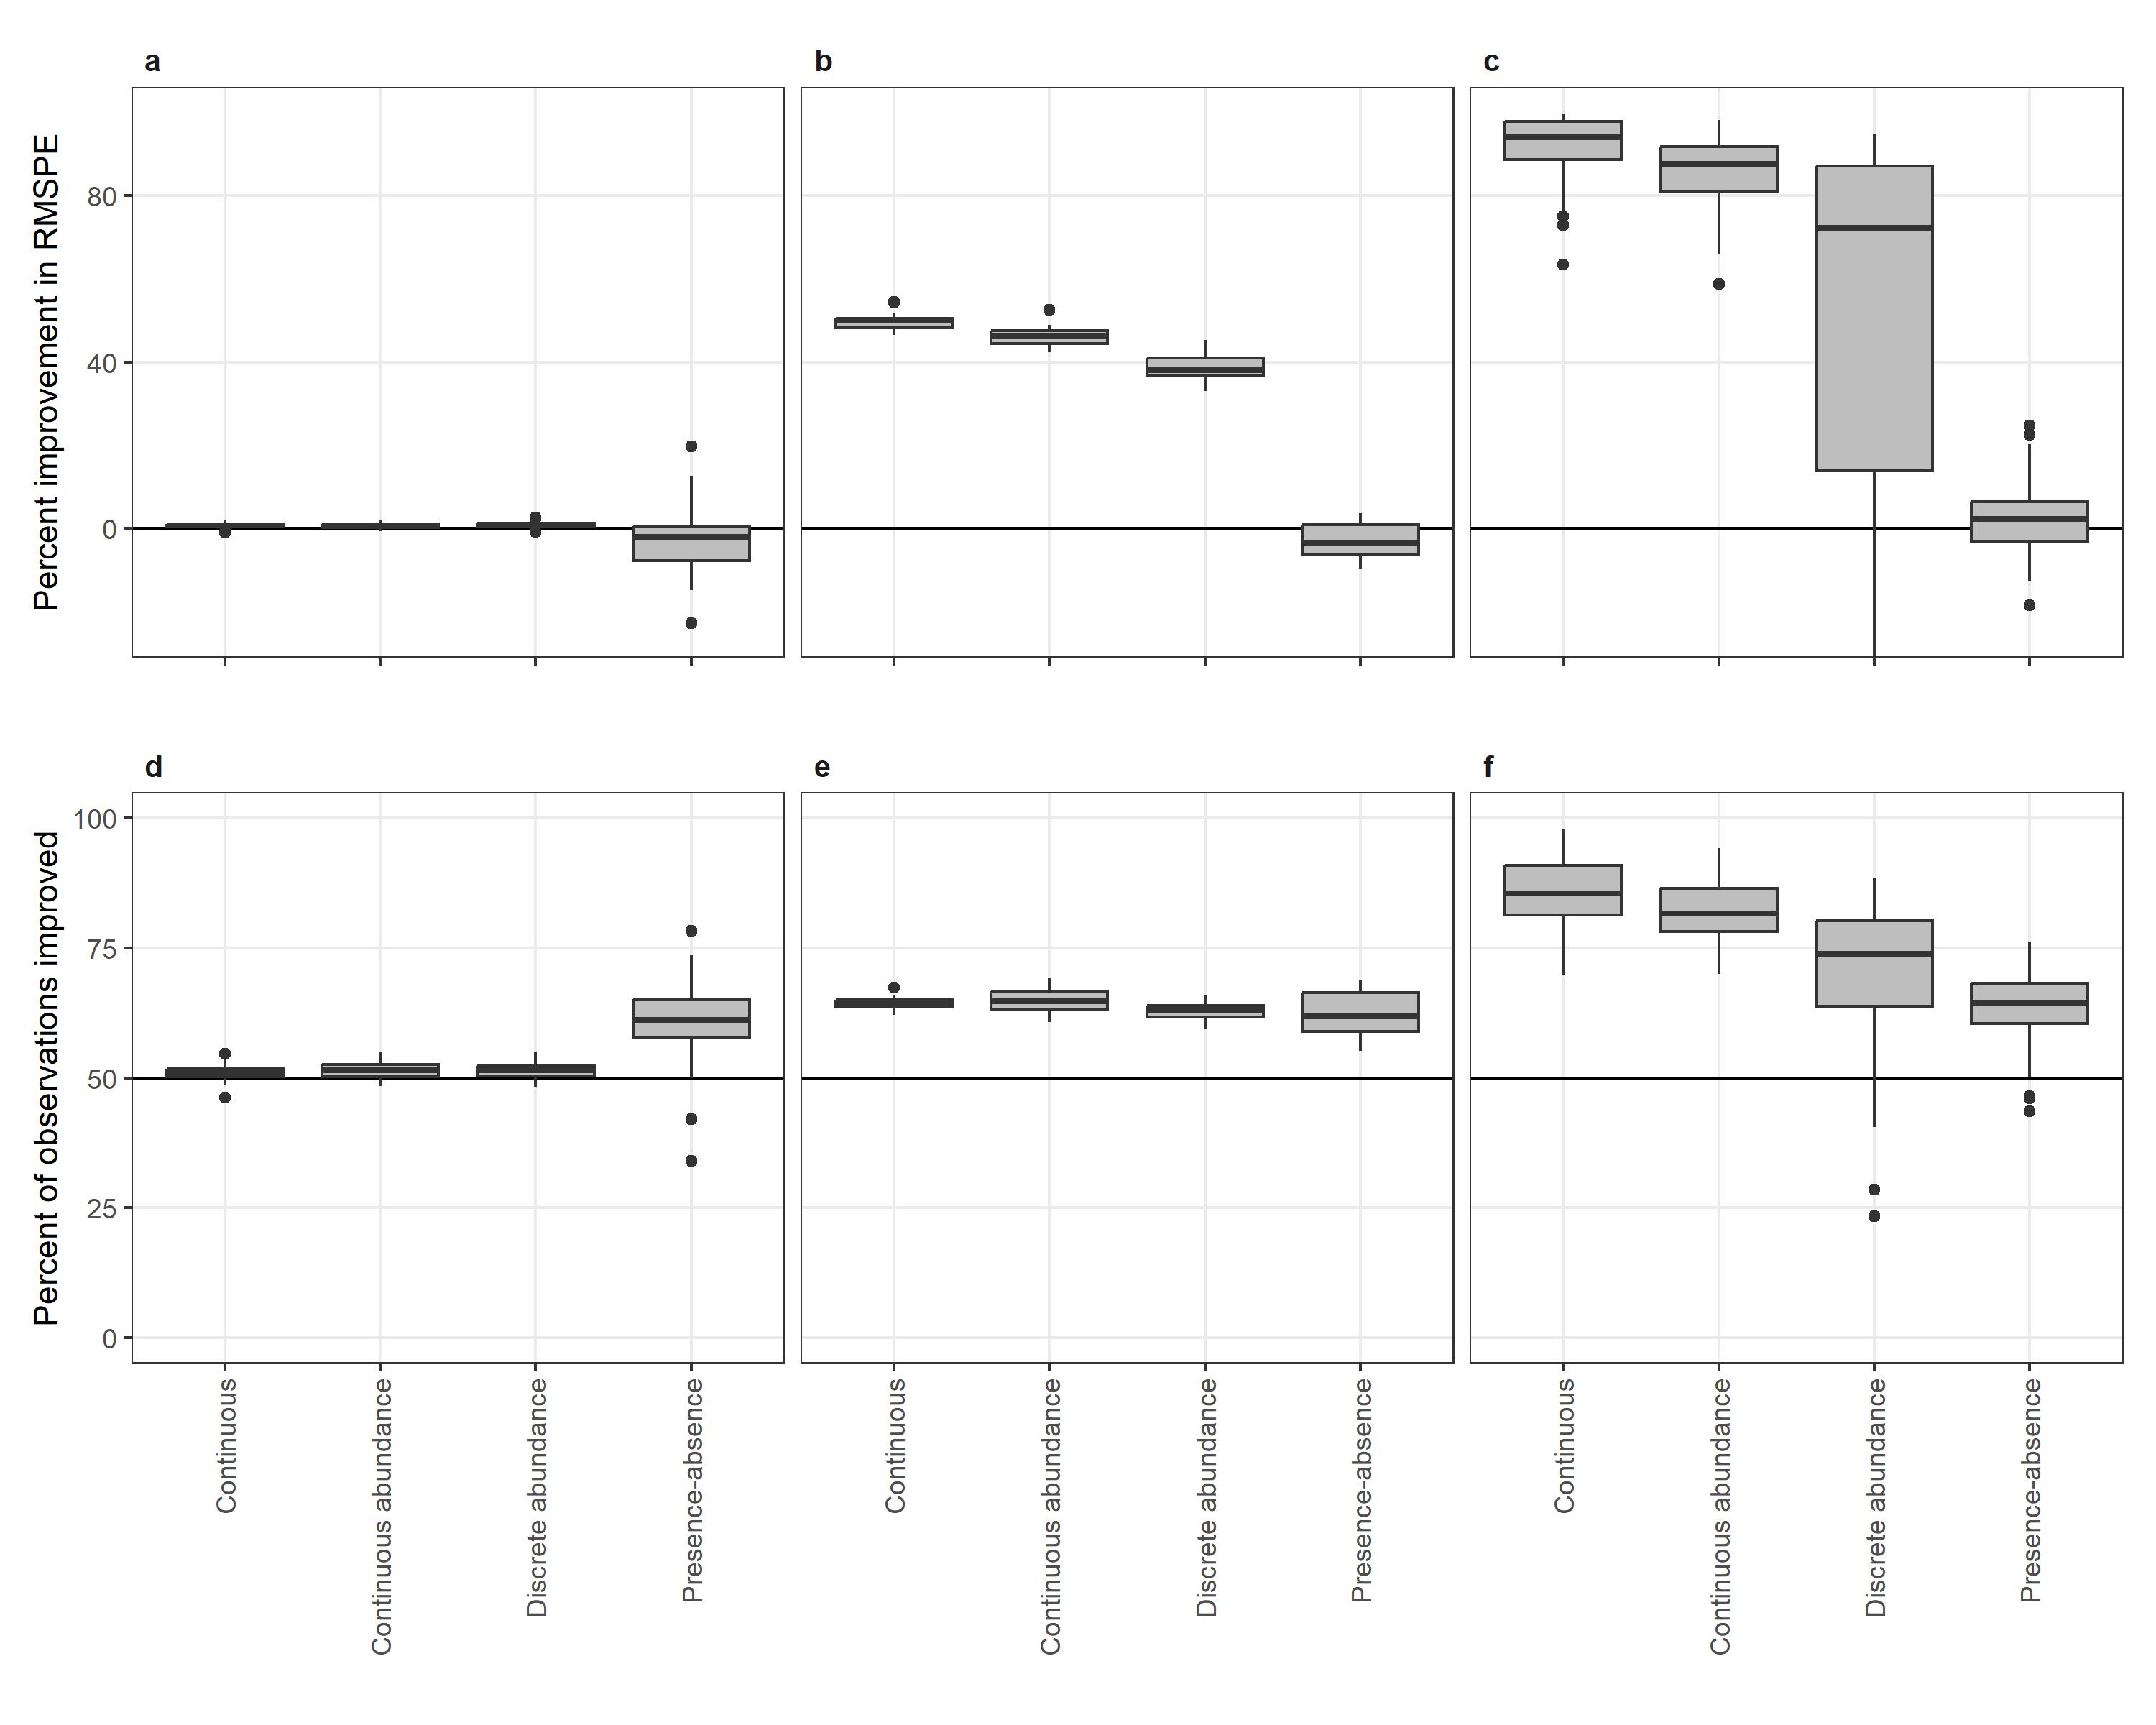 a
b
c
Percent improvement in RMSPE
80
40
0
d
e
f
Percent of observations improved
100
75
50
25
0
Continuous
Continuous abundance
Discrete abundance
Presence-absence
Continuous
Continuous abundance
Discrete abundance
Presence-absence
Continuous
Continuous abundance
Discrete abundance
Presence-absence